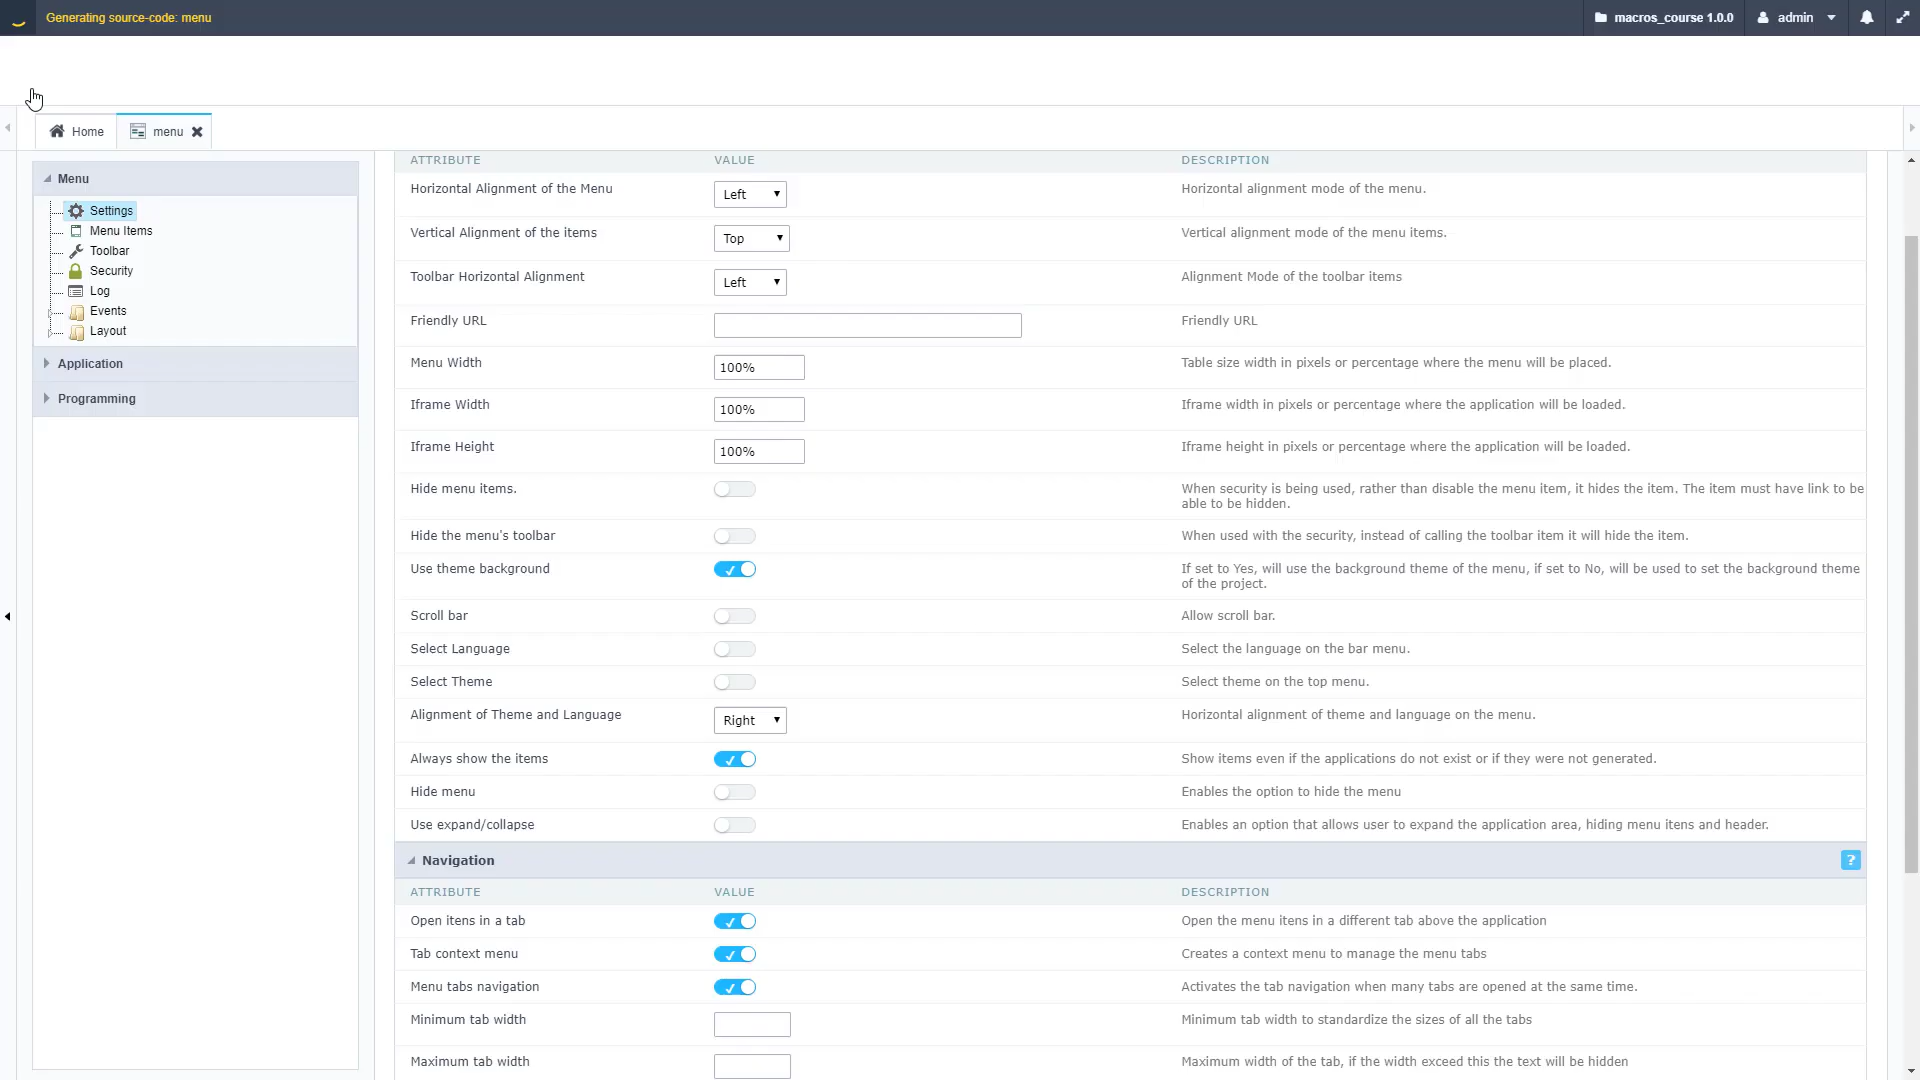 Generating source-code: menu
macros_course 1.0.0
admin
Home
menu
Menu
Settings
Menu Items
Toolbar
Security
Log
Events
Layout
Application
Programming
ATTRIBUTE VALUE DESCRIPTION
Horizontal Alignment of the Menu Left Horizontal alignment mode of the menu.
Vertical Alignment of the items Top Vertical alignment mode of the menu items.
Toolbar Horizontal Alignment Left Alignment Mode of the toolbar items
Friendly URL Friendly URL
Menu Width 100% Table size width in pixels or percentage where the menu will be placed.
Iframe Width 100% Iframe width in pixels or percentage where the application will be loaded.
Iframe Height 100% Iframe height in pixels or percentage where the application will be loaded.
Hide menu items. When security is being used, rather than disable the menu item, it hides the item. The item must have link to be
able to be hidden.
Hide the menu's toolbar When used with the security, instead of calling the toolbar item it will hide the item.
Use theme background If set to Yes, will use the background theme of the menu, if set to No, will be used to set the background theme
of the project.
Scroll bar Allow scroll bar.
Select Language Select the language on the bar menu.
Select Theme Select theme on the top menu.
Alignment of Theme and Language Right Horizontal alignment of theme and language on the menu.
Always show the items Show items even if the applications do not exist or if they were not generated.
Hide menu Enables the option to hide the menu
Use expand/collapse Enables an option that allows user to expand the application area, hiding menu itens and header.
Navigation ?
ATTRIBUTE VALUE DESCRIPTION
Open itens in a tab Open the menu itens in a different tab above the application
Tab context menu Creates a context menu to manage the menu tabs
Menu tabs navigation Activates the tab navigation when many tabs are opened at the same time.
Minimum tab width Minimum tab width to standardize the sizes of all the tabs
Maximum tab width Maximum width of the tab, if the width exceed this the text will be hidden